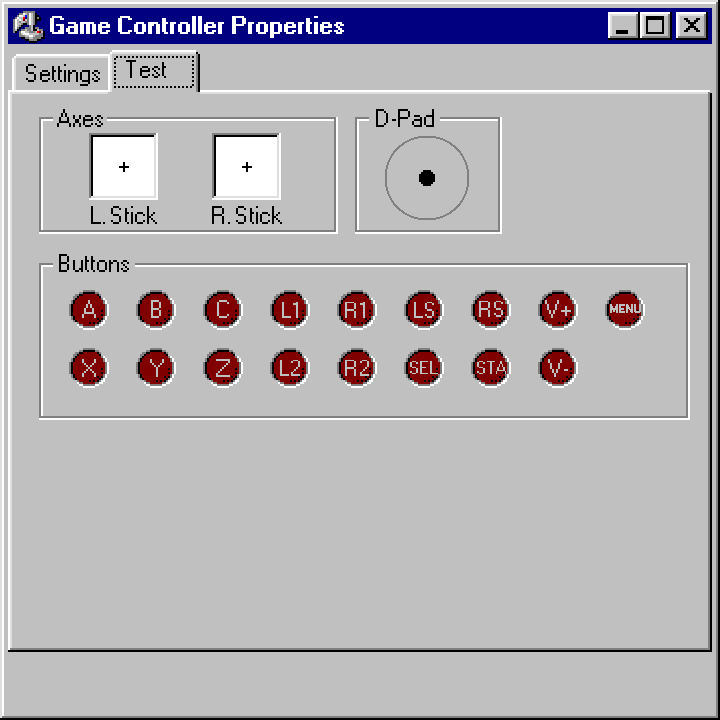 Game Controller Properties
Settings Test
Axes D-Pad
L.Stick R.Stick
Buttons
A B C L1 R1 LS RS V+ MENU
X Y Z L2 R2 SEL STA V-